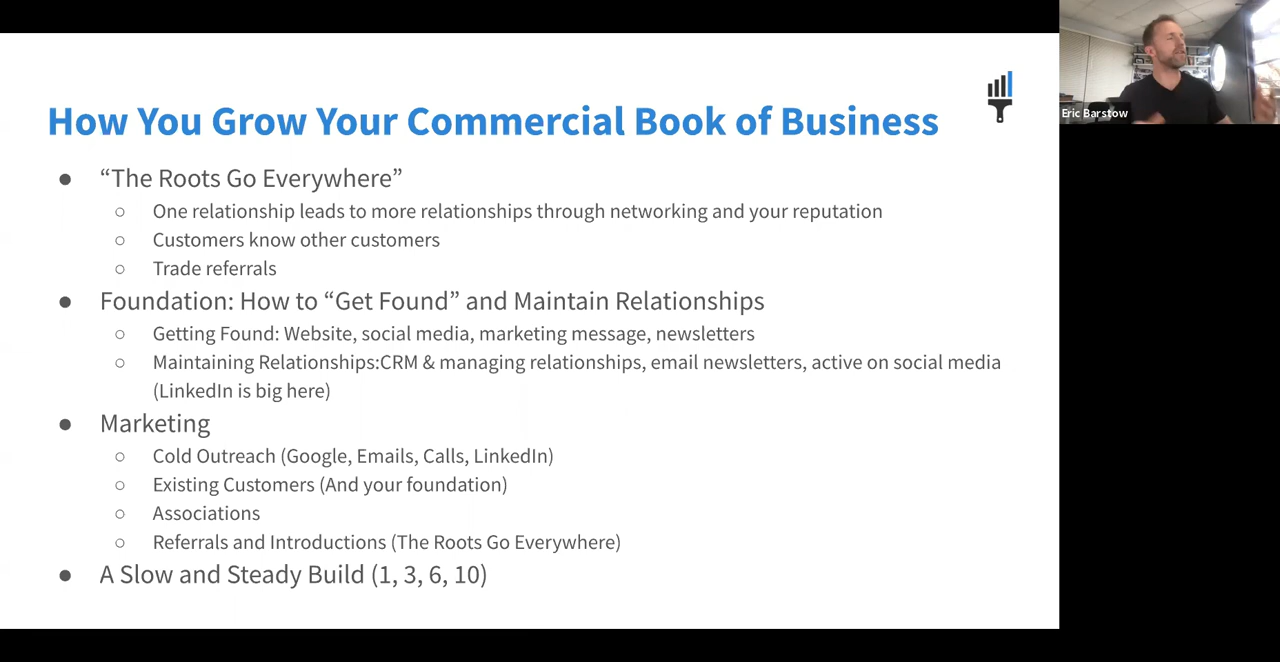 How You Grow Your Commercial Book of Business
● “The Roots Go Everywhere”
○ One relationship leads to more relationships through networking and your reputation
○ Customers know other customers
○ Trade referrals
● Foundation: How to “Get Found” and Maintain Relationships
○ Getting Found: Website, social media, marketing message, newsletters
○ Maintaining Relationships:CRM & managing relationships, email newsletters, active on social media
(LinkedIn is big here)
● Marketing
○ Cold Outreach (Google, Emails, Calls, LinkedIn)
○ Existing Customers (And your foundation)
○ Associations
○ Referrals and Introductions (The Roots Go Everywhere)
● A Slow and Steady Build (1, 3, 6, 10)
Eric Barstow